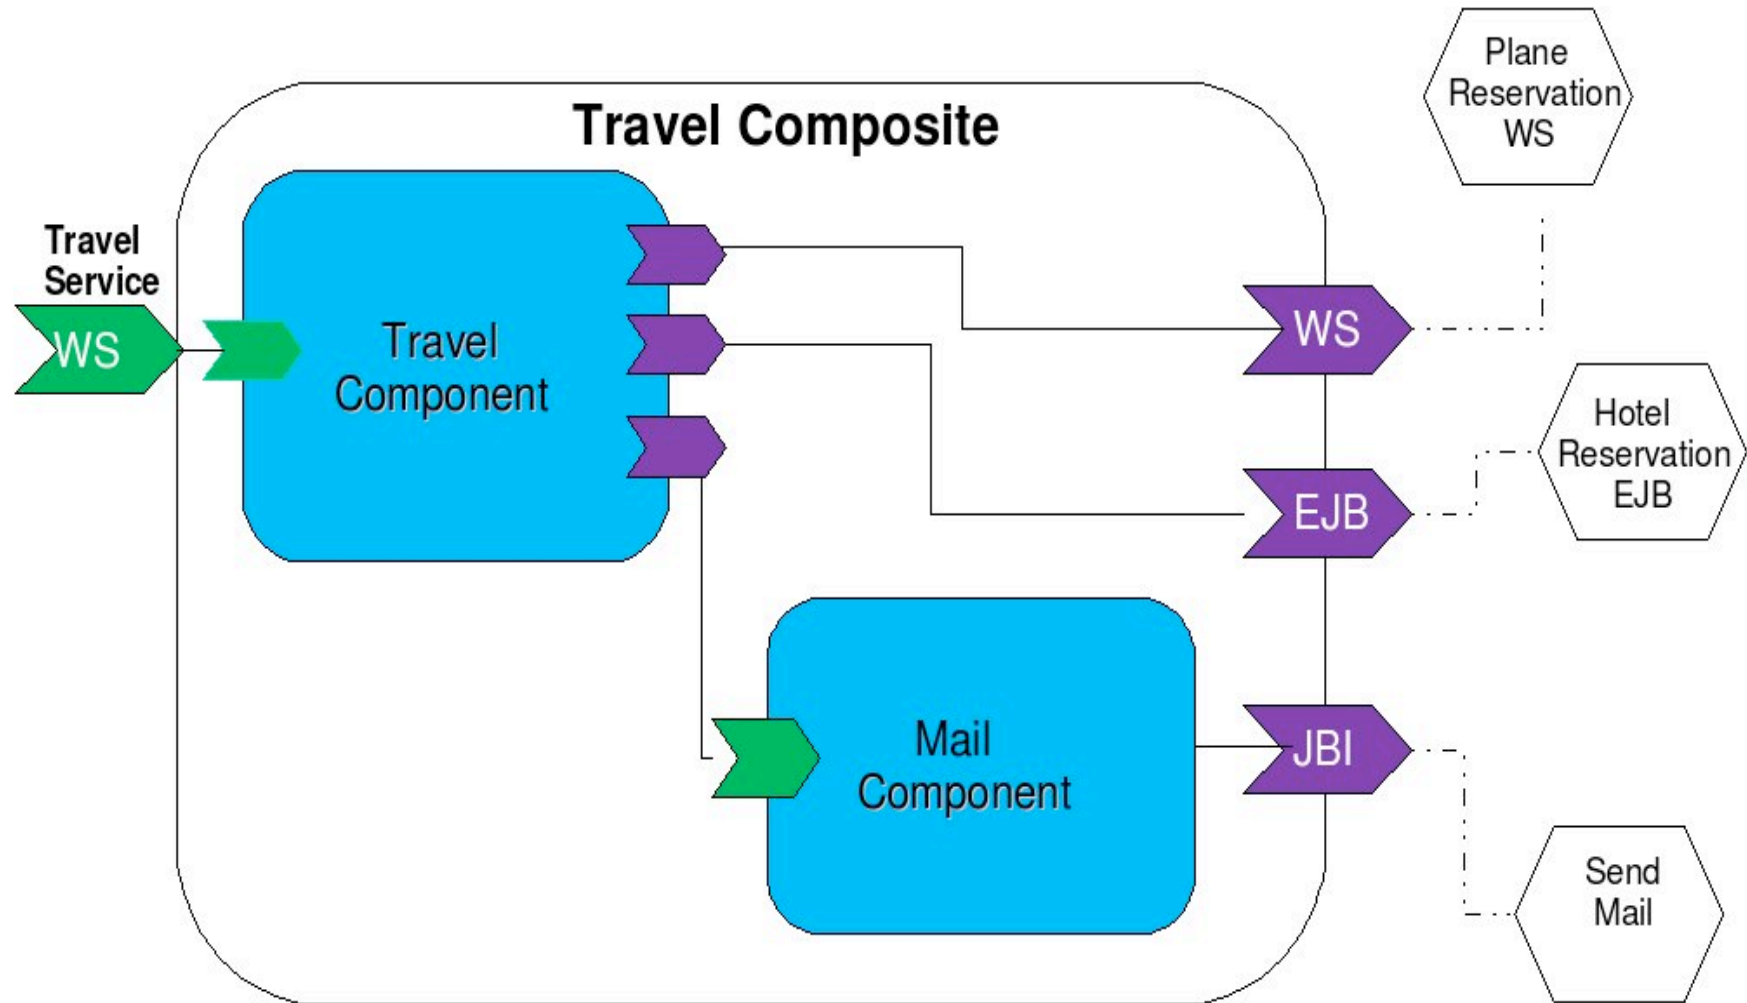 Travel Composite
Travel
Service
WS
Travel
Component
Mail
Component
WS
EJB
JBI
Plane
Reservation
WS
Hotel
Reservation
EJB
Send
Mail